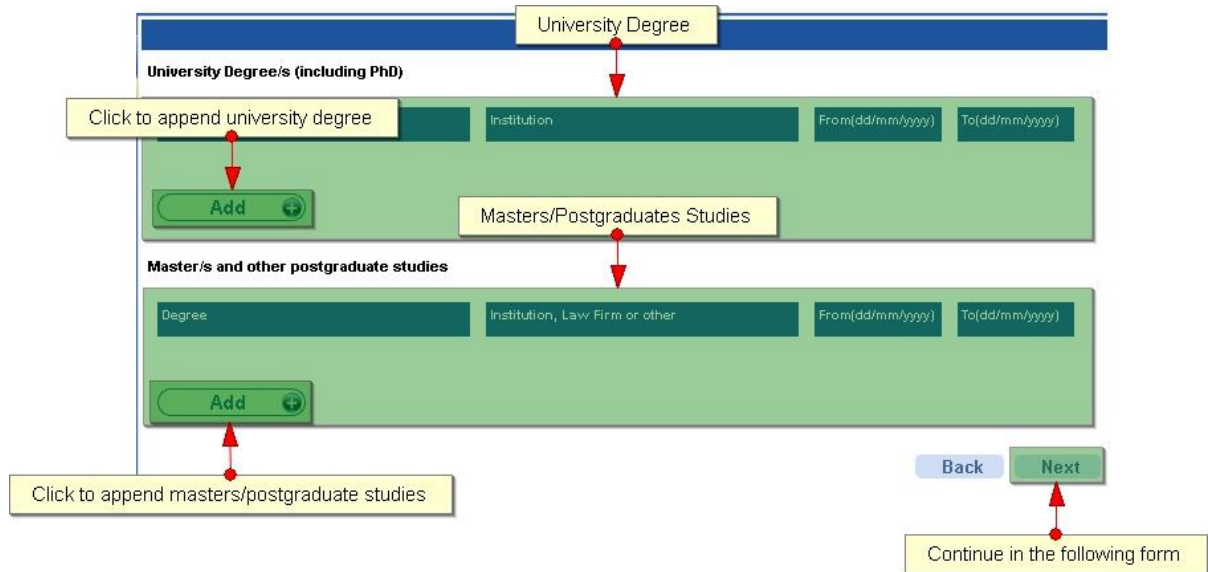 University Degree
University Degree/s (including PhD)
Click to append university degree
Institution
From(dd/mm/yyyy)
To(dd/mm/yyyy)
Add
Masters/Postgraduates Studies
Master/s and other postgraduate studies
Degree
Institution, Law Firm or other
From(dd/mm/yyyy)
To(dd/mm/yyyy)
Add
Back
Next
Click to append masters/postgraduate studies
Continue in the following form